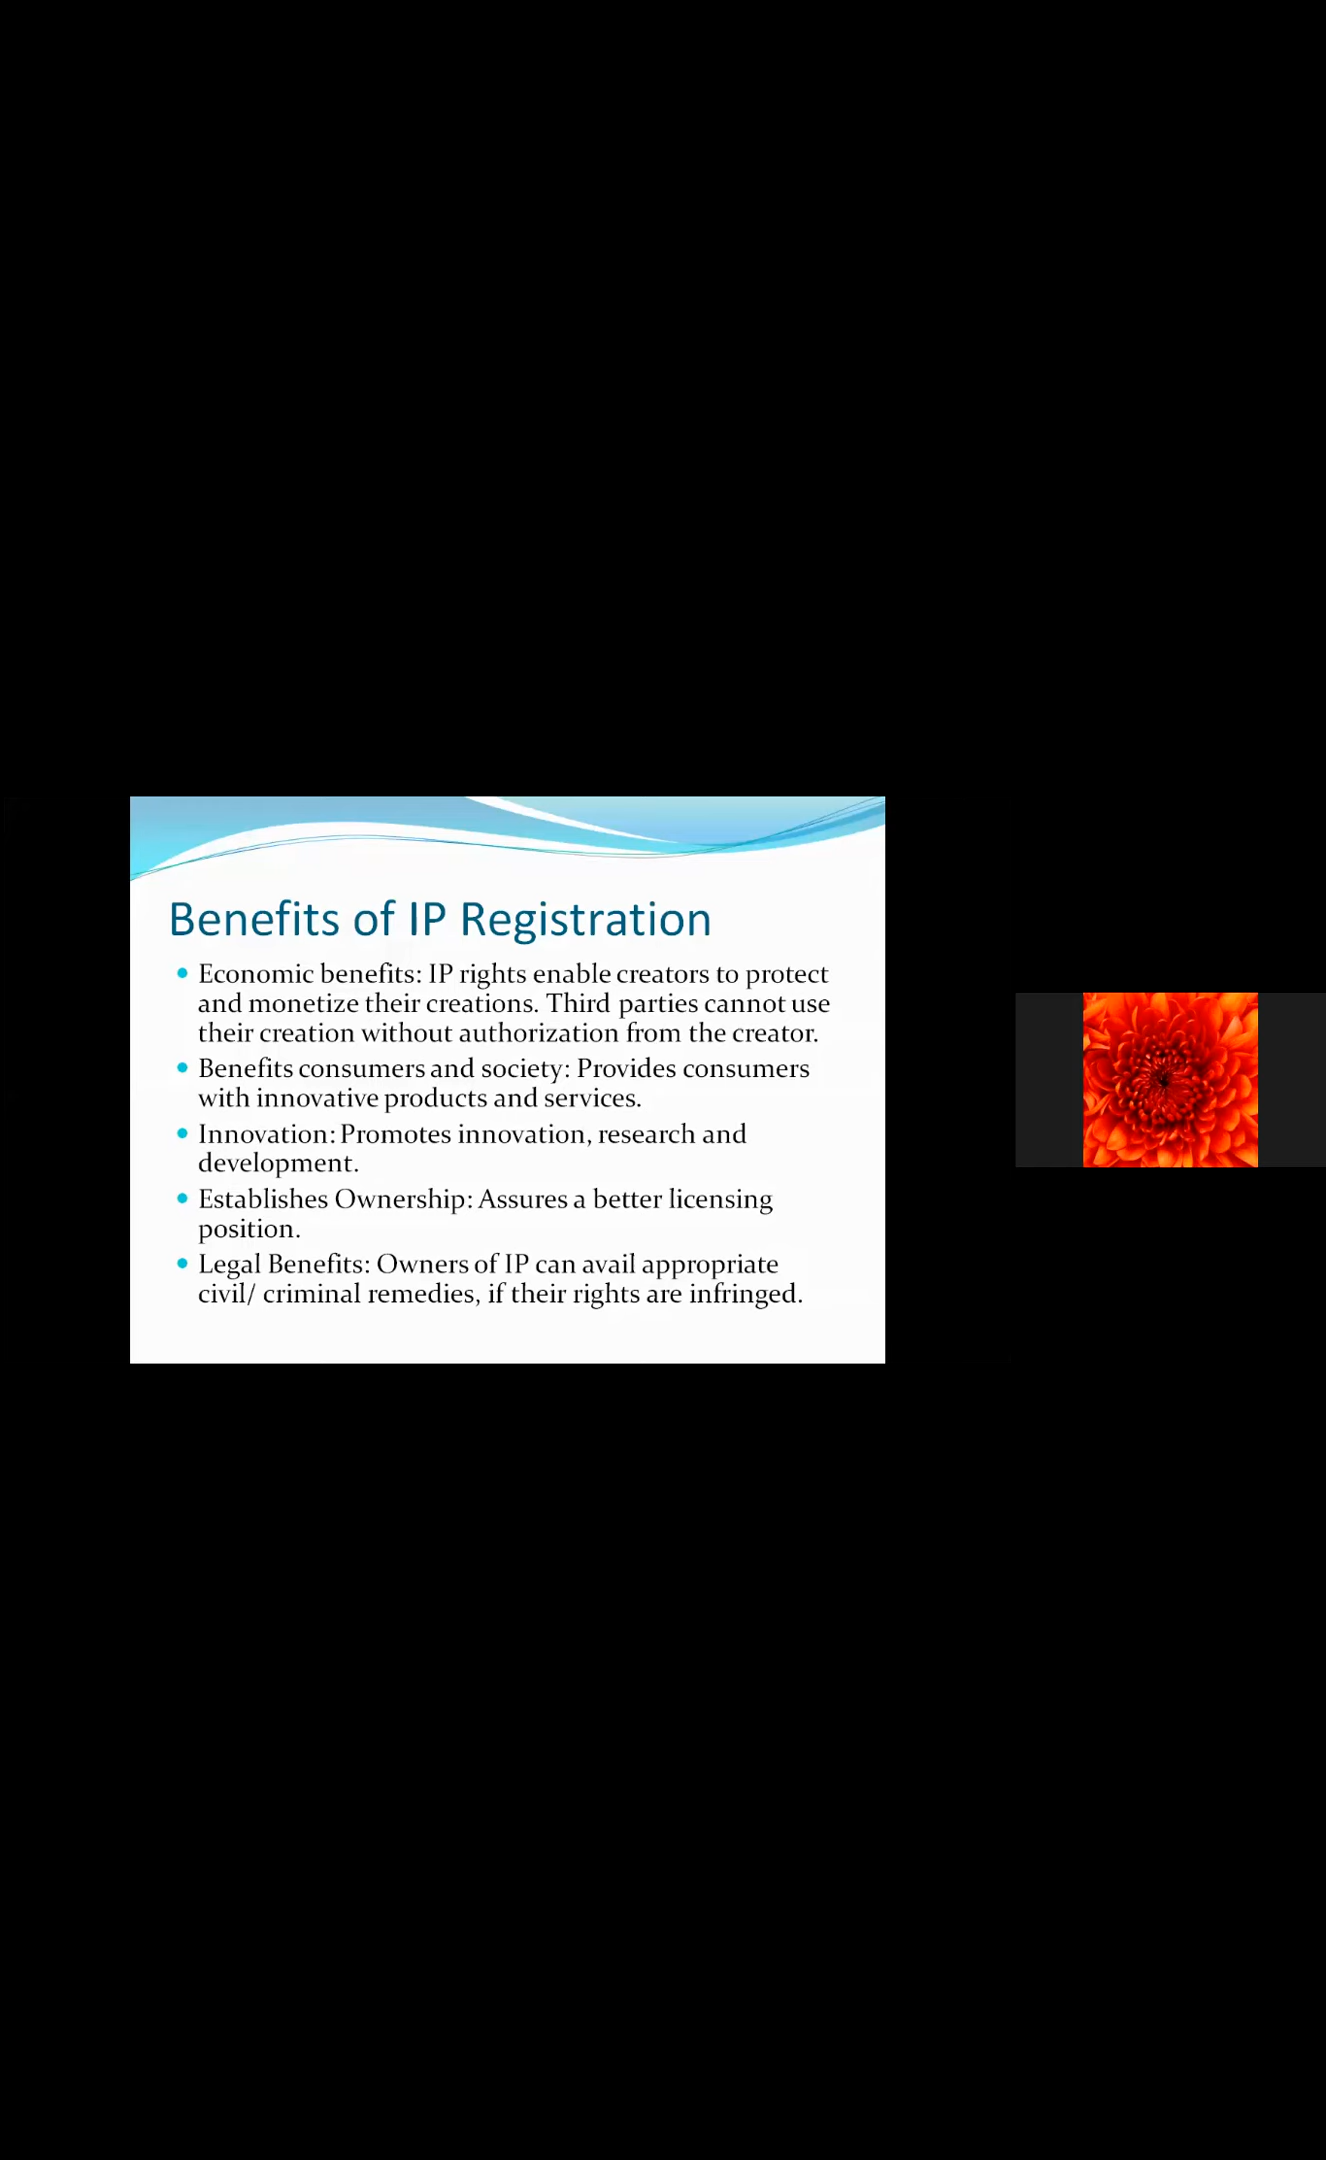 Benefits of IP Registration
• Economic benefits: IP rights enable creators to protect
and monetize their creations. Third parties cannot use
their creation without authorization from the creator.
• Benefits consumers and society: Provides consumers
with innovative products and services.
• Innovation: Promotes innovation, research and
development.
• Establishes Ownership: Assures a better licensing
position.
• Legal Benefits: Owners of IP can avail appropriate
civil/ criminal remedies, if their rights are infringed.